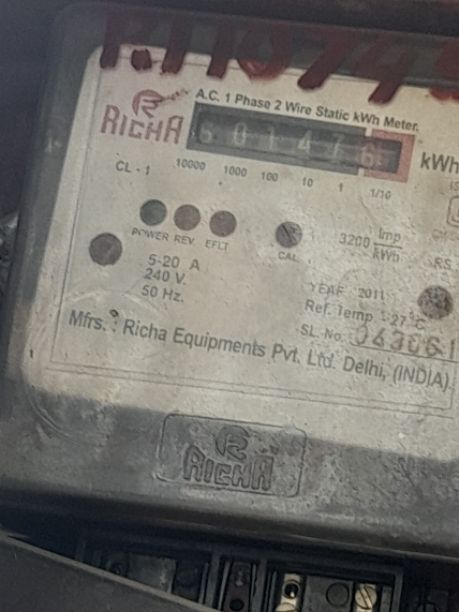 A.C. 1 Phase 2 Wire Static kWh Meter.
RICHA
kWh
CL - 1 10000 1000 100 10 1 1/10
POWER REV. EFLT
CAL
3200 Imp/kWh
5-20 A
240 V.
50 Hz.
YEAR 2011
Ref. Temp - 27°C
SL. No.
Mfrs. : Richa Equipments Pvt. Ltd. Delhi, (INDIA)
RICHA